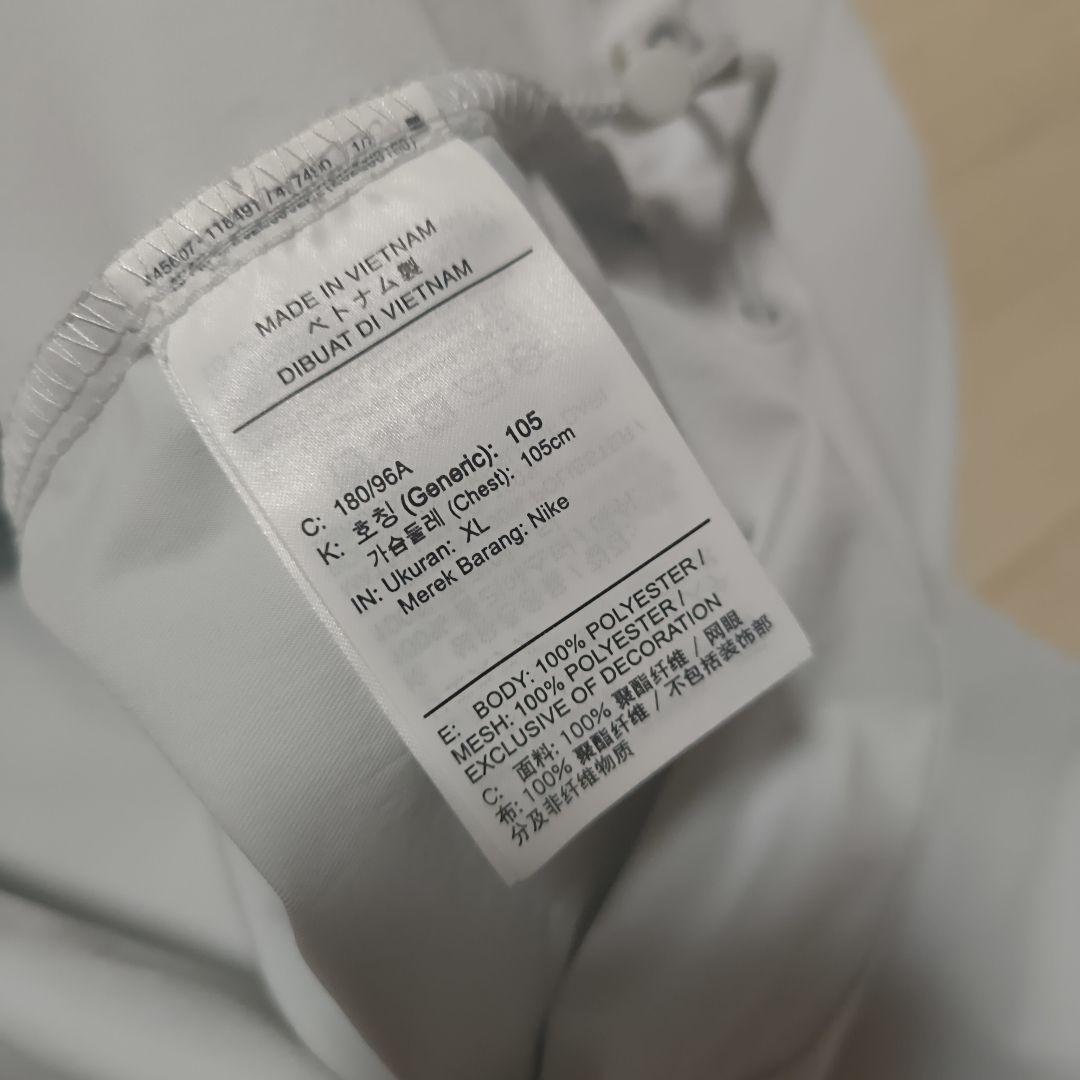 MADE IN VIETNAM
ベトナム製
DIBUAT DI VIETNAM
C: 180/96A
K: 호칭 (Generic): 105
가슴둘레 (Chest): 105cm
IN: Ukuran: XL
Merek Barang: Nike
E: BODY: 100% POLYESTER /
MESH: 100% POLYESTER /
EXCLUSIVE OF DECORATION
C: 面料: 100% 聚酯纤维 / 网眼
布: 100% 聚酯纤维 / 不包括装饰部
分及非纤维物质